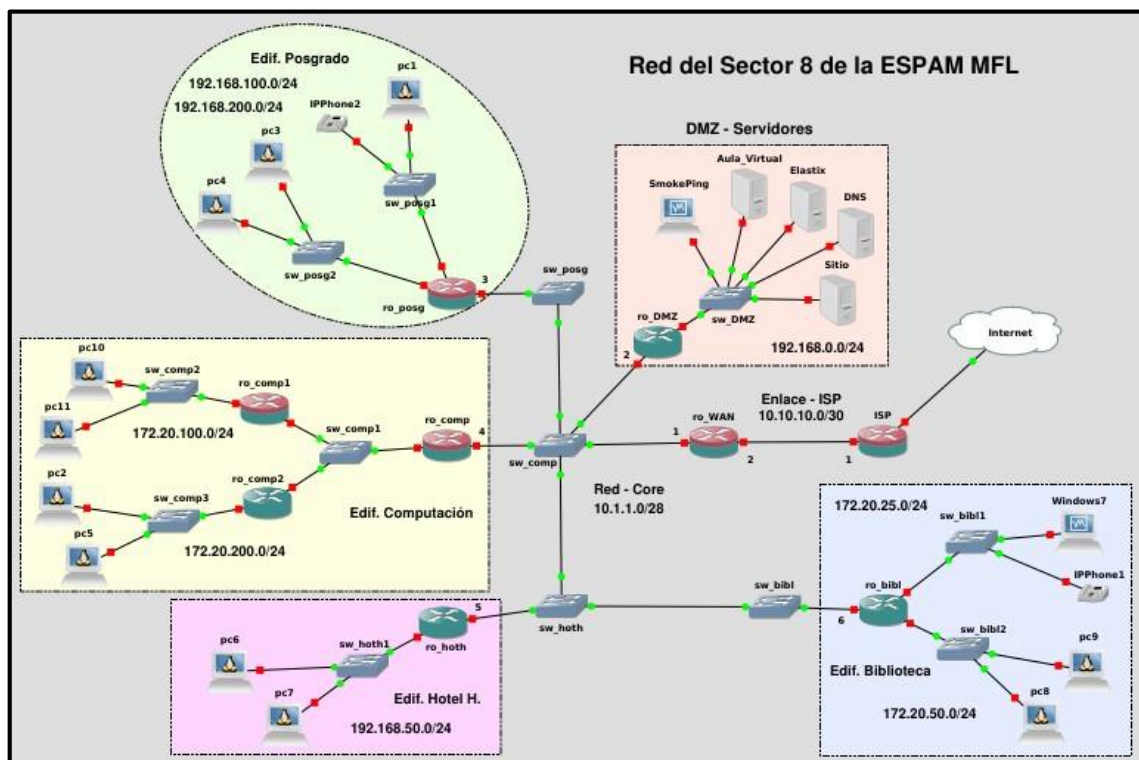 Red del Sector 8 de la ESPAM MFL
Edif. Posgrado
192.168.100.0/24
192.168.200.0/24
pc1
IPPhone2
pc3
pc4
sw_posg1
sw_posg2
ro_posg
3
sw_posg
DMZ - Servidores
Aula_Virtual
Elastix
SmokePing
DNS
Sitio
sw_DMZ
ro_DMZ
2
192.168.0.0/24
Internet
pc10
sw_comp2
ro_comp1
pc11
172.20.100.0/24
sw_comp1
ro_comp
4
pc2
ro_comp2
sw_comp3
pc5
172.20.200.0/24
Edif. Computación
sw_comp
Enlace - ISP
10.10.10.0/30
1
ro_WAN
2
ISP
1
Red - Core
10.1.1.0/28
172.20.25.0/24
Windows7
sw_bibl1
IPPhone1
sw_bibl
ro_bibl
6
sw_bibl2
pc9
pc8
Edif. Biblioteca
172.20.50.0/24
sw_hoth
5
ro_hoth
sw_hoth1
pc6
pc7
Edif. Hotel H.
192.168.50.0/24